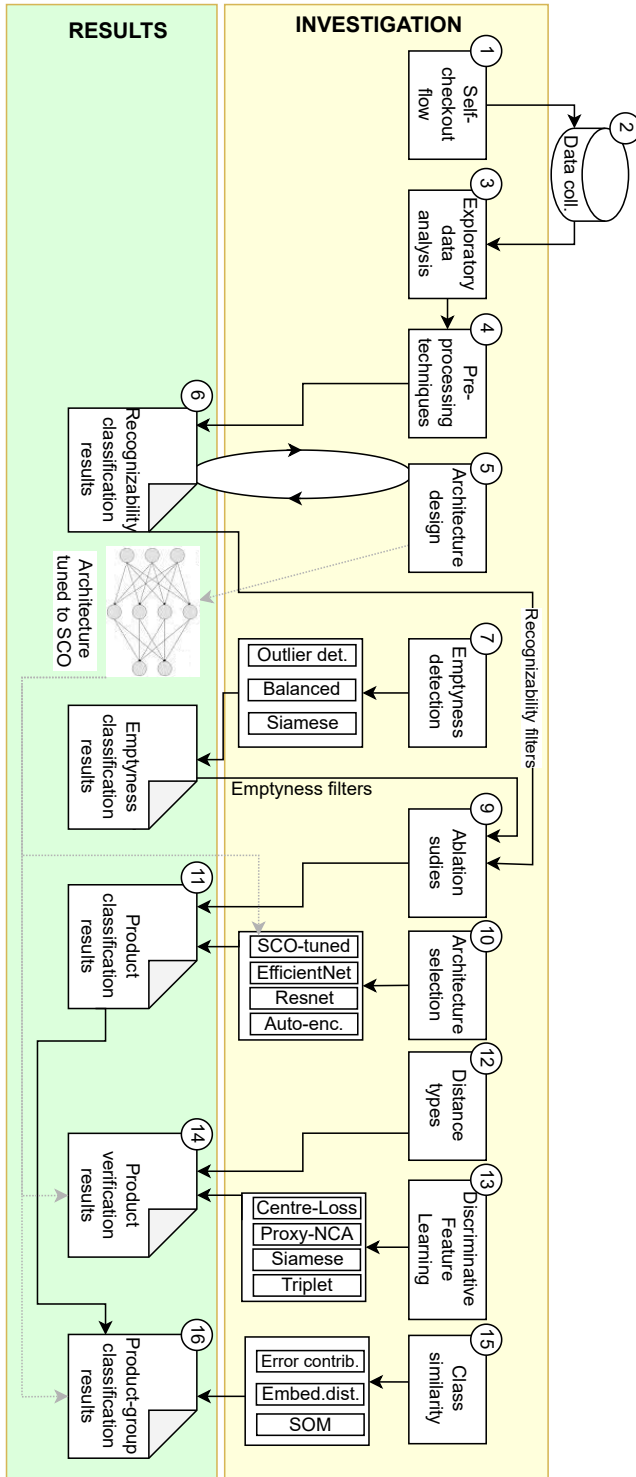 RESULTS
INVESTIGATION
1
Self-
checkout
flow
2
Data coll.
3
Exploratory
data
analysis
4
Pre-
processing
techniques
5
Architecture
design
6
Recognizability
classification
results
Architecture
tuned to SCO
Recognizability filters
7
Emptyness
detection
Outlier det.
Balanced
Siamese
Emptyness
classification
results
Emptyness filters
9
Ablation
sudies
10
Architecture
selection
SCO-tuned
EfficientNet
Resnet
Auto-enc.
11
Product
classification
results
12
Distance
types
13
Discriminative
Feature
Learning
Centre-Loss
Proxy-NCA
Siamese
Triplet
14
Product
verification
results
15
Class
similarity
Error contrib.
Embed.dist.
SOM
16
Product-group
classification
results